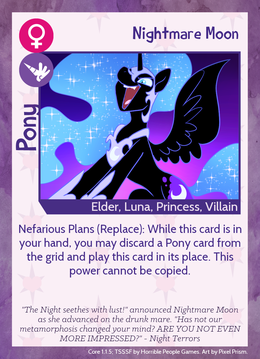 Nightmare Moon
Pony
Elder, Luna, Princess, Villain
Nefarious Plans (Replace): While this card is in
your hand, you may discard a Pony card from
the grid and play this card in its place. This
power cannot be copied.
"The Night seethes with lust!" announced Nightmare Moon
as she advanced on the drunk mare. "Has not our
metamorphosis changed your mind? ARE YOU NOT EVEN
MORE IMPRESSED?" - Night Terrors
Core 1.1.5, TSSSF by Horrible People Games. Art by Pixel Prism.